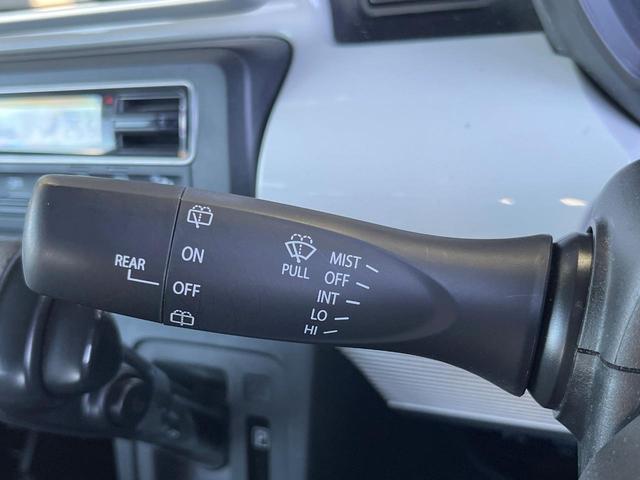 REAR
ON
OFF
PULL
MIST
OFF
INT
LO
HI